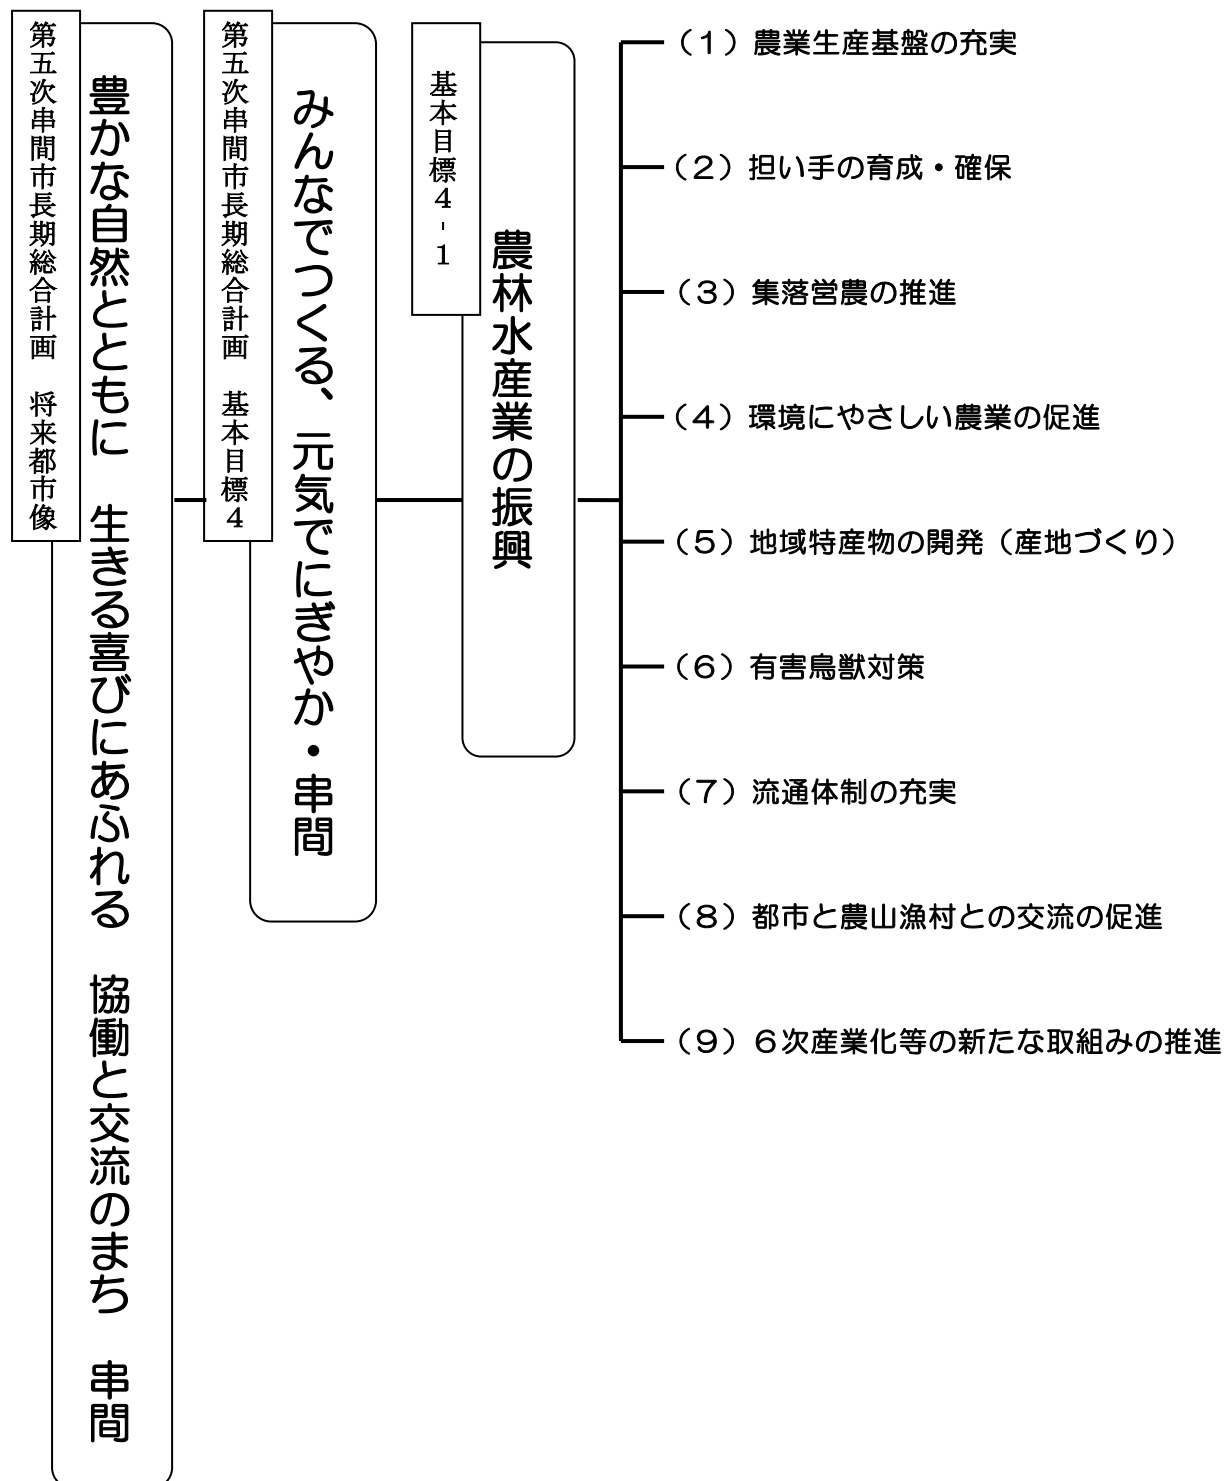 第五次串間市長期総合計画　将来都市像
豊かな自然とともに　生きる喜びにあふれる　協働と交流のまち　串間
第五次串間市長期総合計画　基本目標４
みんなでつくる、元気でにぎやか・串間
基本目標４-１
農林水産業の振興
（１）農業生産基盤の充実
（２）担い手の育成・確保
（３）集落営農の推進
（４）環境にやさしい農業の促進
（５）地域特産物の開発（産地づくり）
（６）有害鳥獣対策
（７）流通体制の充実
（８）都市と農山漁村との交流の促進
（９）６次産業化等の新たな取組みの推進